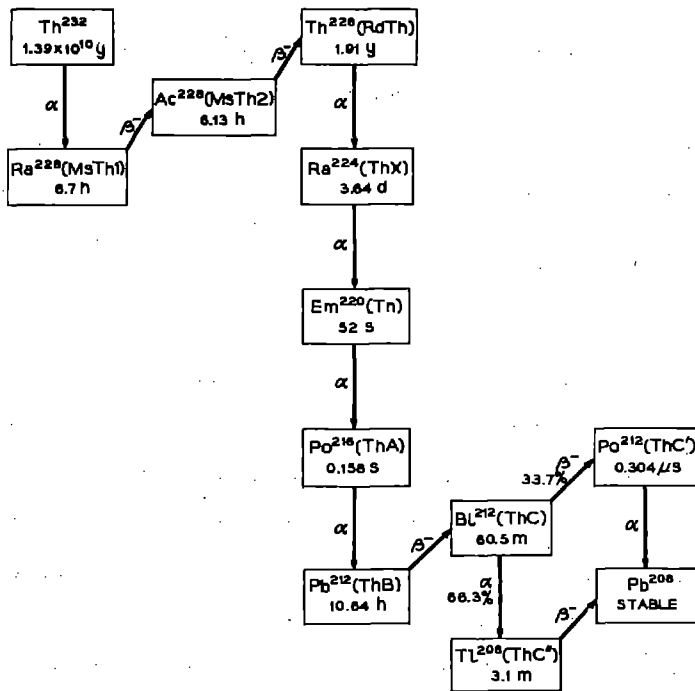 Th²³²
1.39×10¹⁰ y
Th²²⁸(RdTh)
1.91 y
β⁻
α
Ac²²⁸(MsTh2)
6.13 h
α
β⁻
Ra²²⁸(MsTh1)
6.7 h
Ra²²⁴(ThX)
3.64 d
α
Em²²⁰(Tn)
52 s
α
Po²¹⁶(ThA)
0.158 s
Po²¹²(ThC')
0.304 μs
β⁻
33.7%
α
Bi²¹²(ThC)
60.5 m
α
β⁻
Pb²¹²(ThB)
10.64 h
α
66.3%
Pb²⁰⁸
STABLE
β⁻
Tl²⁰⁸(ThC")
3.1 m